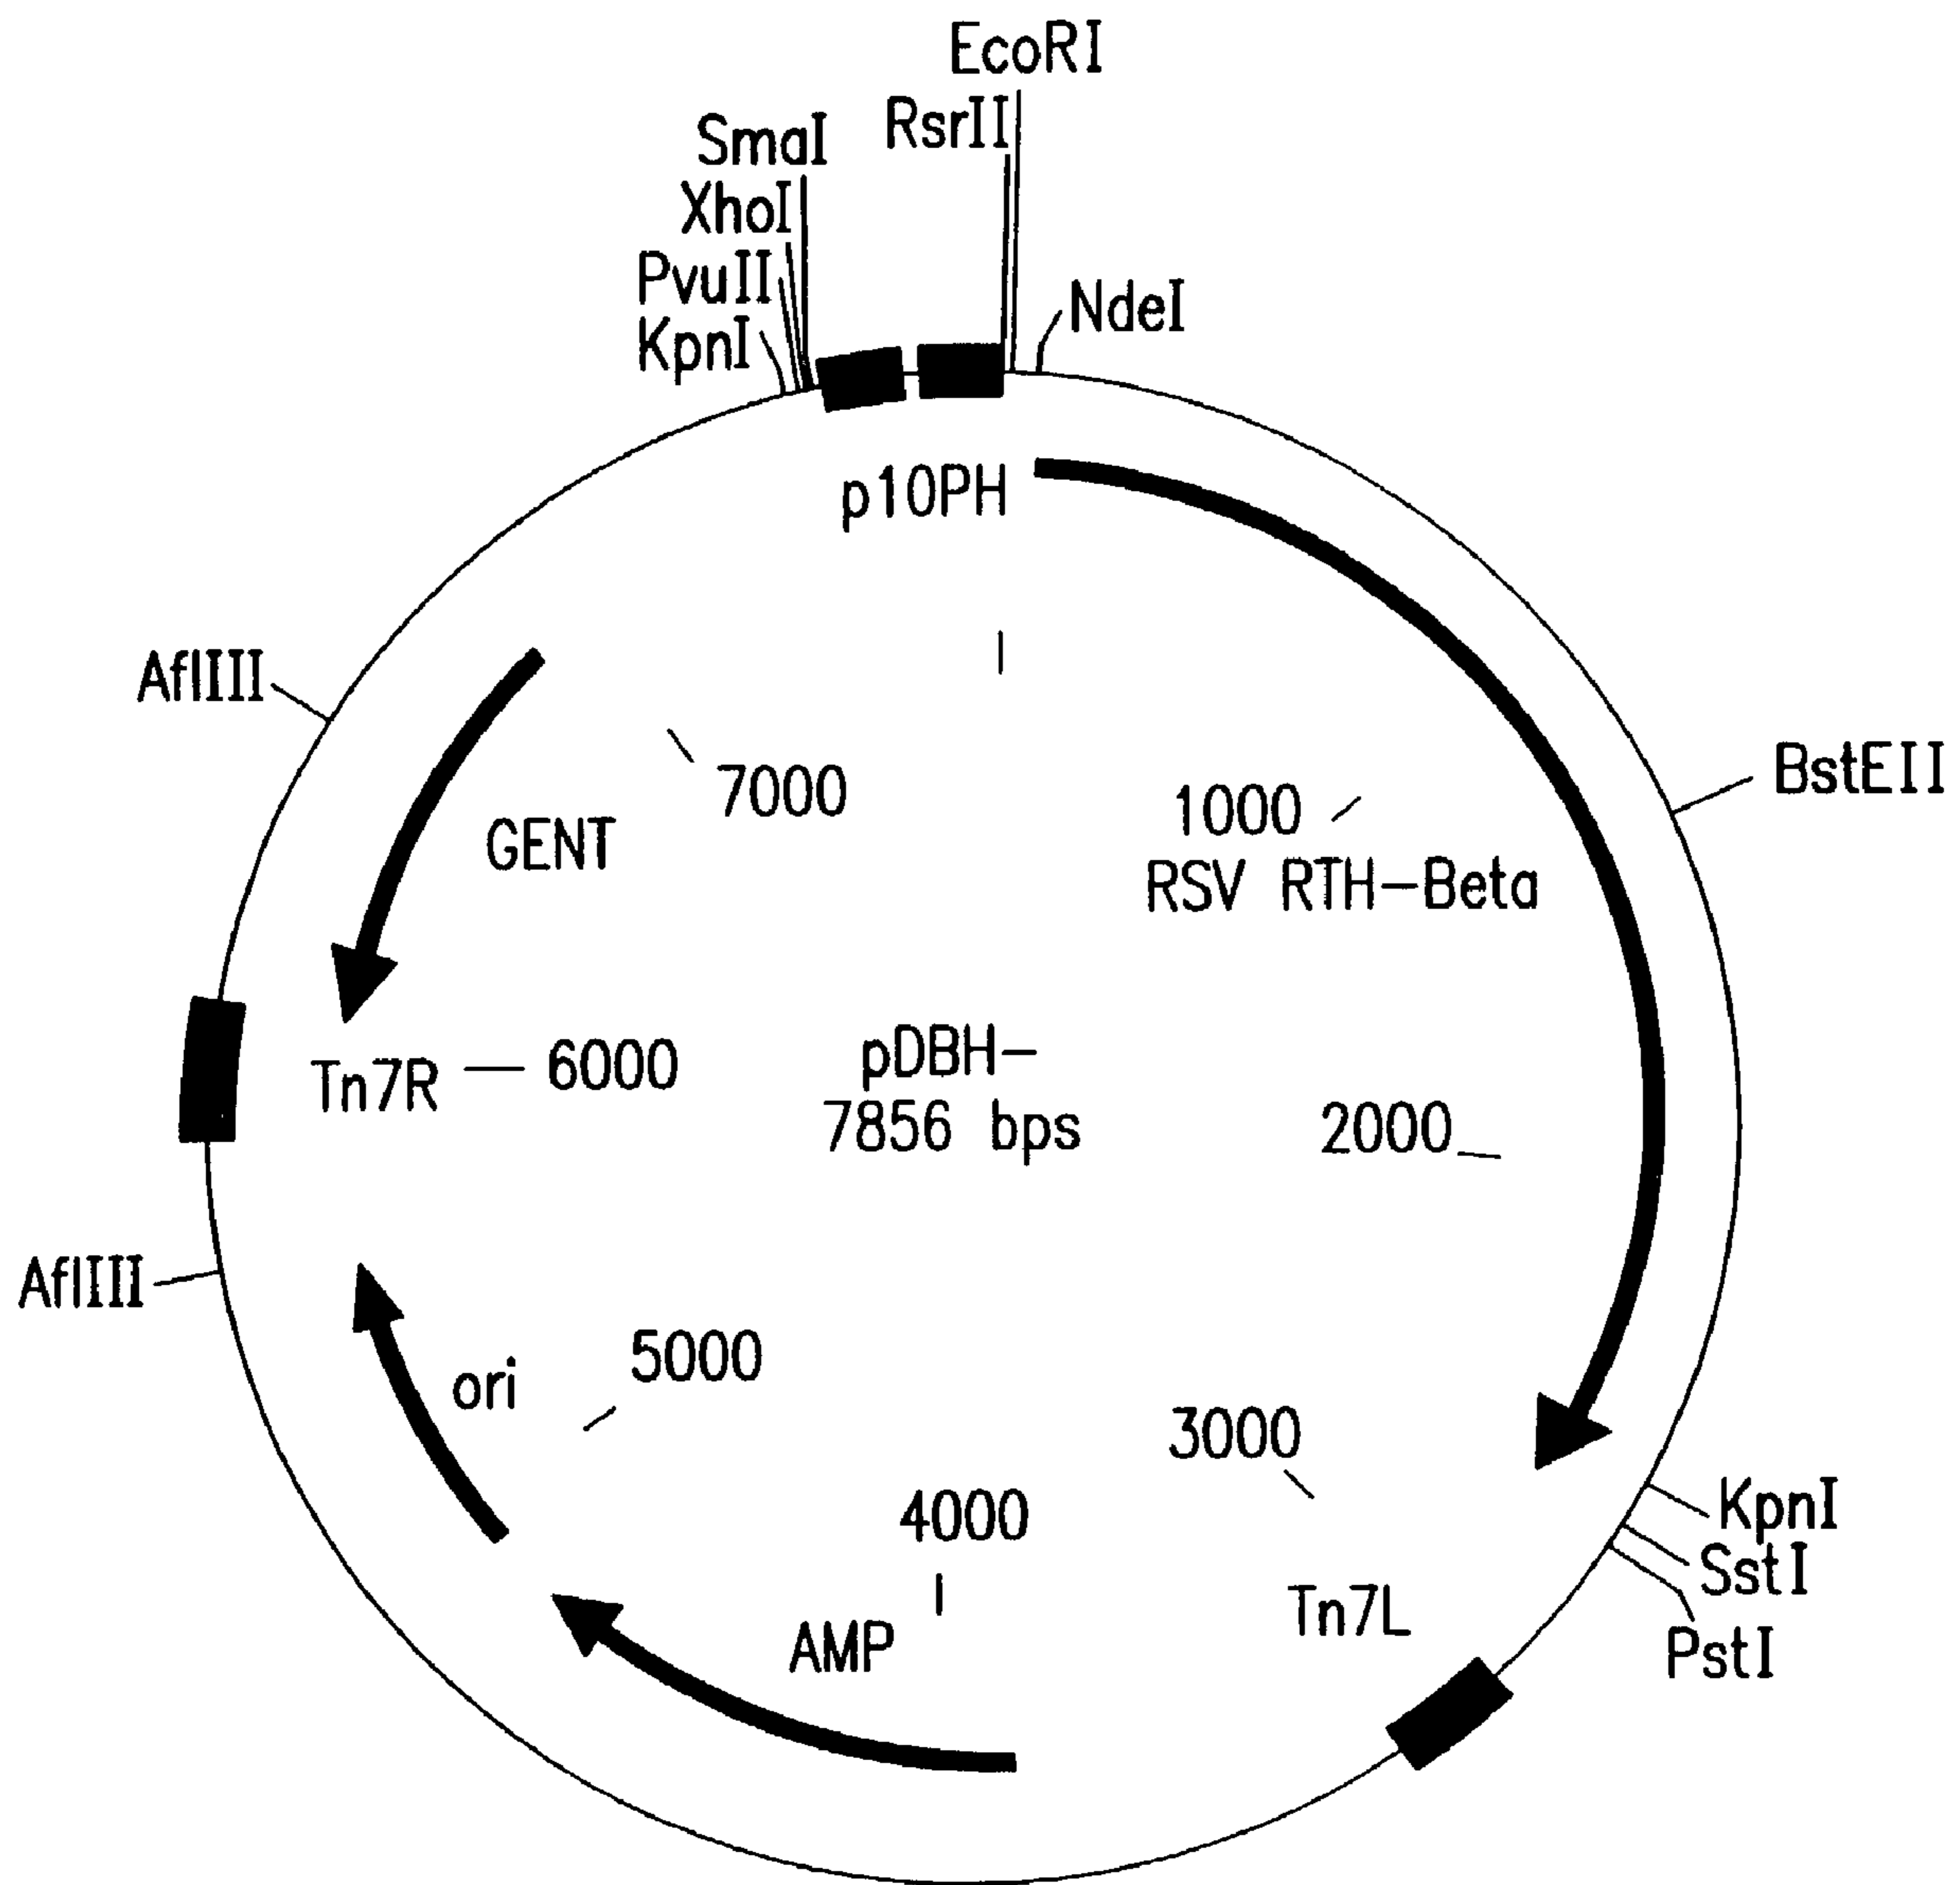 EcoRI
RsrII
SmaI
XhoI
PvuII
KpnI
NdeI
p10PH
AflIII
7000
GENT
1000
BstEII
RSV RTH-Beta
Tn7R
6000
pDBH-
7856 bps
2000
AflIII
5000
ori
3000
4000
KpnI
SstI
PstI
Tn7L
AMP